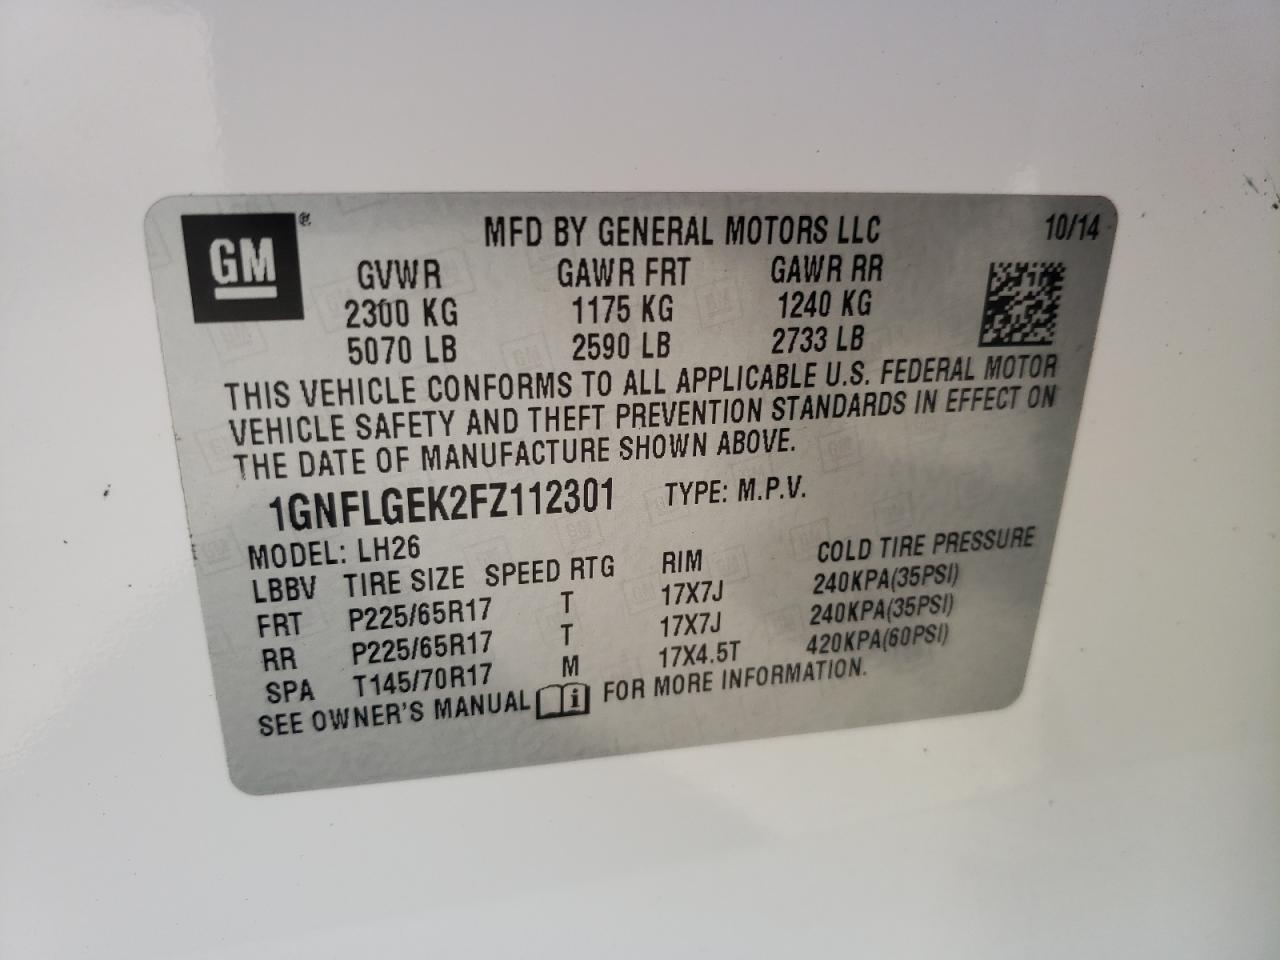 GM ® MFD BY GENERAL MOTORS LLC 10/14
GVWR GAWR FRT GAWR RR
2300 KG 1175 KG 1240 KG
5070 LB 2590 LB 2733 LB
THIS VEHICLE CONFORMS TO ALL APPLICABLE U.S. FEDERAL MOTOR
VEHICLE SAFETY AND THEFT PREVENTION STANDARDS IN EFFECT ON
THE DATE OF MANUFACTURE SHOWN ABOVE.
1GNFLGEK2FZ112301 TYPE: M.P.V.
MODEL: LH26
LBBV TIRE SIZE SPEED RTG RIM COLD TIRE PRESSURE
FRT P225/65R17 T 17X7J 240KPA(35PSI)
RR P225/65R17 T 17X7J 240KPA(35PSI)
SPA T145/70R17 M 17X4.5T 420KPA(60PSI)
SEE OWNER'S MANUAL i FOR MORE INFORMATION.